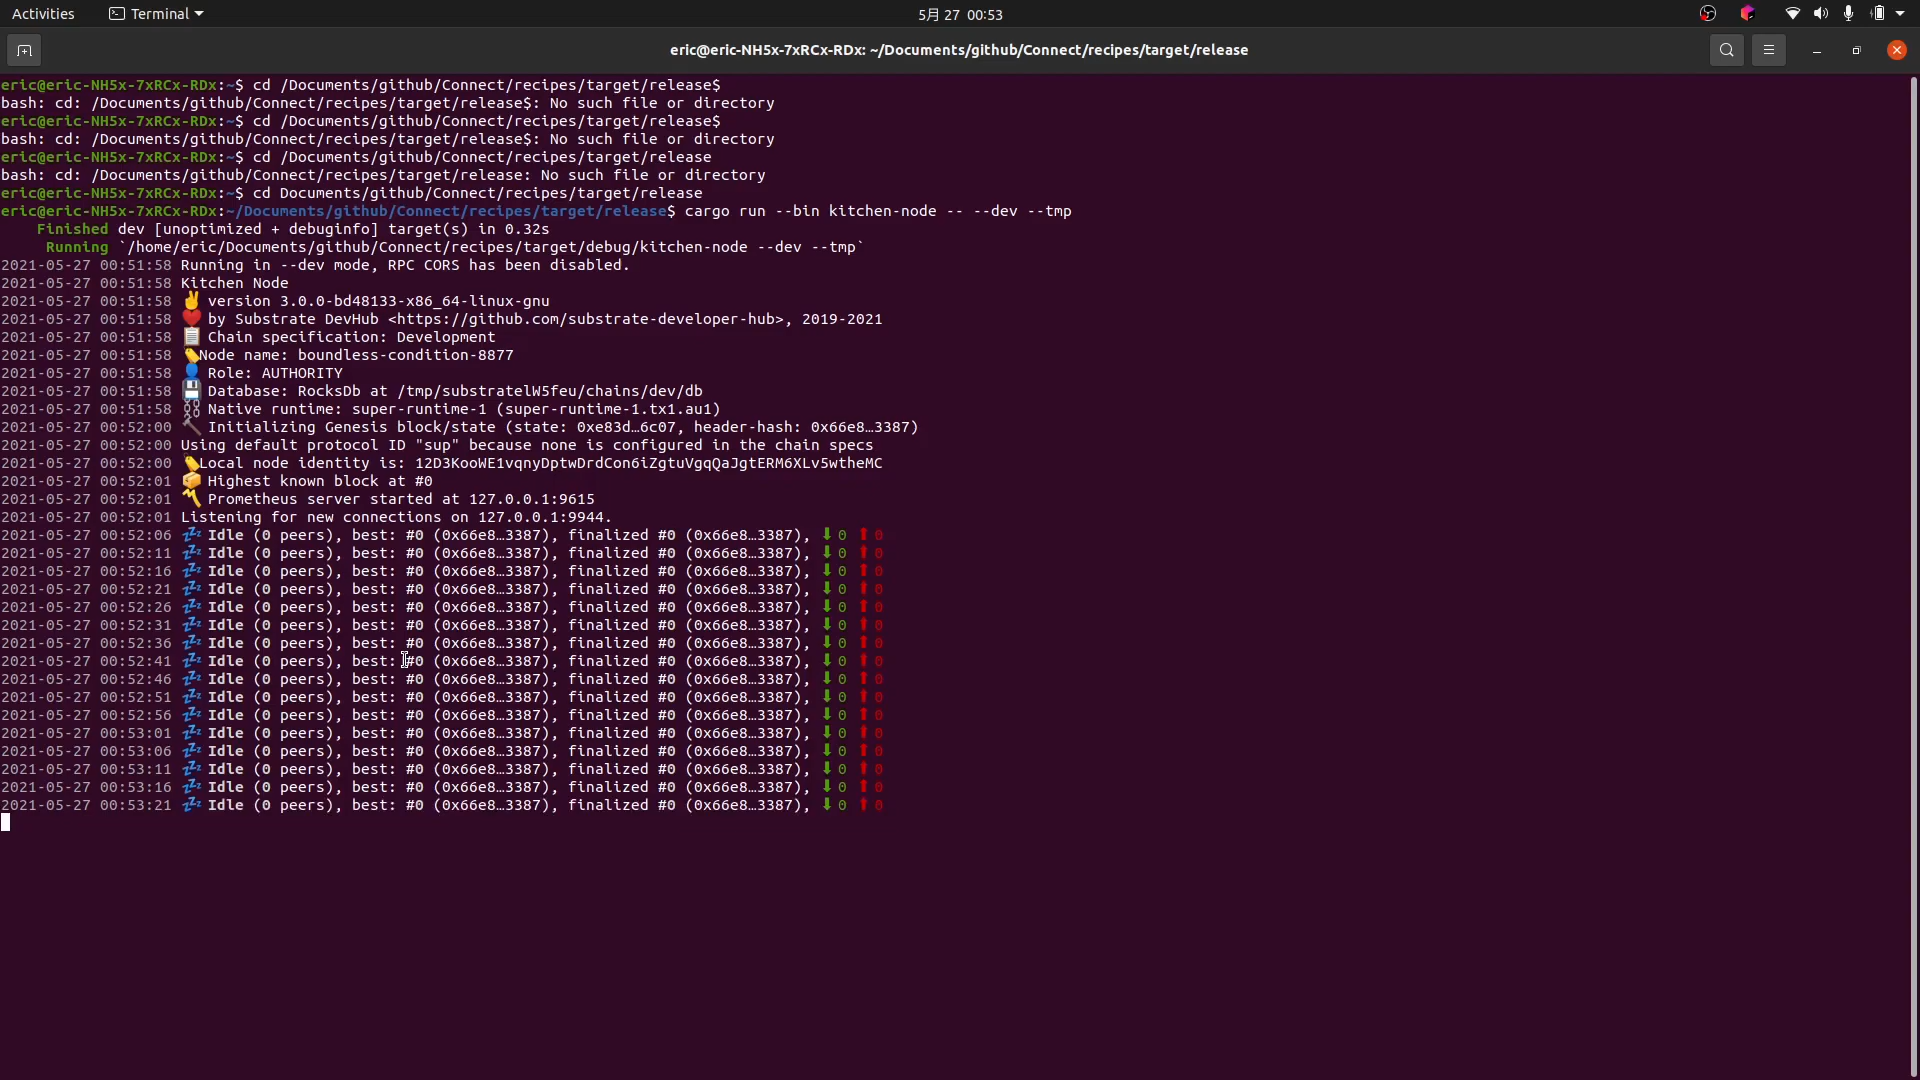 Activities
Terminal
5月 27 00:53
eric@eric-NH5x-7xRCx-RDx: ~/Documents/github/Connect/recipes/target/release
eric@eric-NH5x-7xRCx-RDx:~$ cd /Documents/github/Connect/recipes/target/release$
bash: cd: /Documents/github/Connect/recipes/target/release$: No such file or directory
eric@eric-NH5x-7xRCx-RDx:~$ cd /Documents/github/Connect/recipes/target/release$
bash: cd: /Documents/github/Connect/recipes/target/release$: No such file or directory
eric@eric-NH5x-7xRCx-RDx:~$ cd /Documents/github/Connect/recipes/target/release
bash: cd: /Documents/github/Connect/recipes/target/release: No such file or directory
eric@eric-NH5x-7xRCx-RDx:~$ cd Documents/github/Connect/recipes/target/release
eric@eric-NH5x-7xRCx-RDx:~/Documents/github/Connect/recipes/target/release$ cargo run --bin kitchen-node -- --dev --tmp
Finished dev [unoptimized + debuginfo] target(s) in 0.32s
Running `/home/eric/Documents/github/Connect/recipes/target/debug/kitchen-node --dev --tmp`
2021-05-27 00:51:58 Running in --dev mode, RPC CORS has been disabled.
2021-05-27 00:51:58 Kitchen Node
2021-05-27 00:51:58 ✌️ version 3.0.0-bd48133-x86_64-linux-gnu
2021-05-27 00:51:58 ❤️ by Substrate DevHub <https://github.com/substrate-developer-hub>, 2019-2021
2021-05-27 00:51:58 📋 Chain specification: Development
2021-05-27 00:51:58 🏷 Node name: boundless-condition-8877
2021-05-27 00:51:58 👤 Role: AUTHORITY
2021-05-27 00:51:58 💾 Database: RocksDb at /tmp/substratelW5feu/chains/dev/db
2021-05-27 00:51:58 ⛓ Native runtime: super-runtime-1 (super-runtime-1.tx1.au1)
2021-05-27 00:52:00 🔨 Initializing Genesis block/state (state: 0xe83d…6c07, header-hash: 0x66e8…3387)
2021-05-27 00:52:00 Using default protocol ID "sup" because none is configured in the chain specs
2021-05-27 00:52:00 🏷 Local node identity is: 12D3KooWE1vqnyDptwDrdCon6iZgtuVgqQaJgtERM6XLv5wtheMC
2021-05-27 00:52:01 📦 Highest known block at #0
2021-05-27 00:52:01 〽️ Prometheus server started at 127.0.0.1:9615
2021-05-27 00:52:01 Listening for new connections on 127.0.0.1:9944.
2021-05-27 00:52:06 💤 Idle (0 peers), best: #0 (0x66e8…3387), finalized #0 (0x66e8…3387), ⬇ 0 ⬆ 0
2021-05-27 00:52:11 💤 Idle (0 peers), best: #0 (0x66e8…3387), finalized #0 (0x66e8…3387), ⬇ 0 ⬆ 0
2021-05-27 00:52:16 💤 Idle (0 peers), best: #0 (0x66e8…3387), finalized #0 (0x66e8…3387), ⬇ 0 ⬆ 0
2021-05-27 00:52:21 💤 Idle (0 peers), best: #0 (0x66e8…3387), finalized #0 (0x66e8…3387), ⬇ 0 ⬆ 0
2021-05-27 00:52:26 💤 Idle (0 peers), best: #0 (0x66e8…3387), finalized #0 (0x66e8…3387), ⬇ 0 ⬆ 0
2021-05-27 00:52:31 💤 Idle (0 peers), best: #0 (0x66e8…3387), finalized #0 (0x66e8…3387), ⬇ 0 ⬆ 0
2021-05-27 00:52:36 💤 Idle (0 peers), best: #0 (0x66e8…3387), finalized #0 (0x66e8…3387), ⬇ 0 ⬆ 0
2021-05-27 00:52:41 💤 Idle (0 peers), best: #0 (0x66e8…3387), finalized #0 (0x66e8…3387), ⬇ 0 ⬆ 0
2021-05-27 00:52:46 💤 Idle (0 peers), best: #0 (0x66e8…3387), finalized #0 (0x66e8…3387), ⬇ 0 ⬆ 0
2021-05-27 00:52:51 💤 Idle (0 peers), best: #0 (0x66e8…3387), finalized #0 (0x66e8…3387), ⬇ 0 ⬆ 0
2021-05-27 00:52:56 💤 Idle (0 peers), best: #0 (0x66e8…3387), finalized #0 (0x66e8…3387), ⬇ 0 ⬆ 0
2021-05-27 00:53:01 💤 Idle (0 peers), best: #0 (0x66e8…3387), finalized #0 (0x66e8…3387), ⬇ 0 ⬆ 0
2021-05-27 00:53:06 💤 Idle (0 peers), best: #0 (0x66e8…3387), finalized #0 (0x66e8…3387), ⬇ 0 ⬆ 0
2021-05-27 00:53:11 💤 Idle (0 peers), best: #0 (0x66e8…3387), finalized #0 (0x66e8…3387), ⬇ 0 ⬆ 0
2021-05-27 00:53:16 💤 Idle (0 peers), best: #0 (0x66e8…3387), finalized #0 (0x66e8…3387), ⬇ 0 ⬆ 0
2021-05-27 00:53:21 💤 Idle (0 peers), best: #0 (0x66e8…3387), finalized #0 (0x66e8…3387), ⬇ 0 ⬆ 0